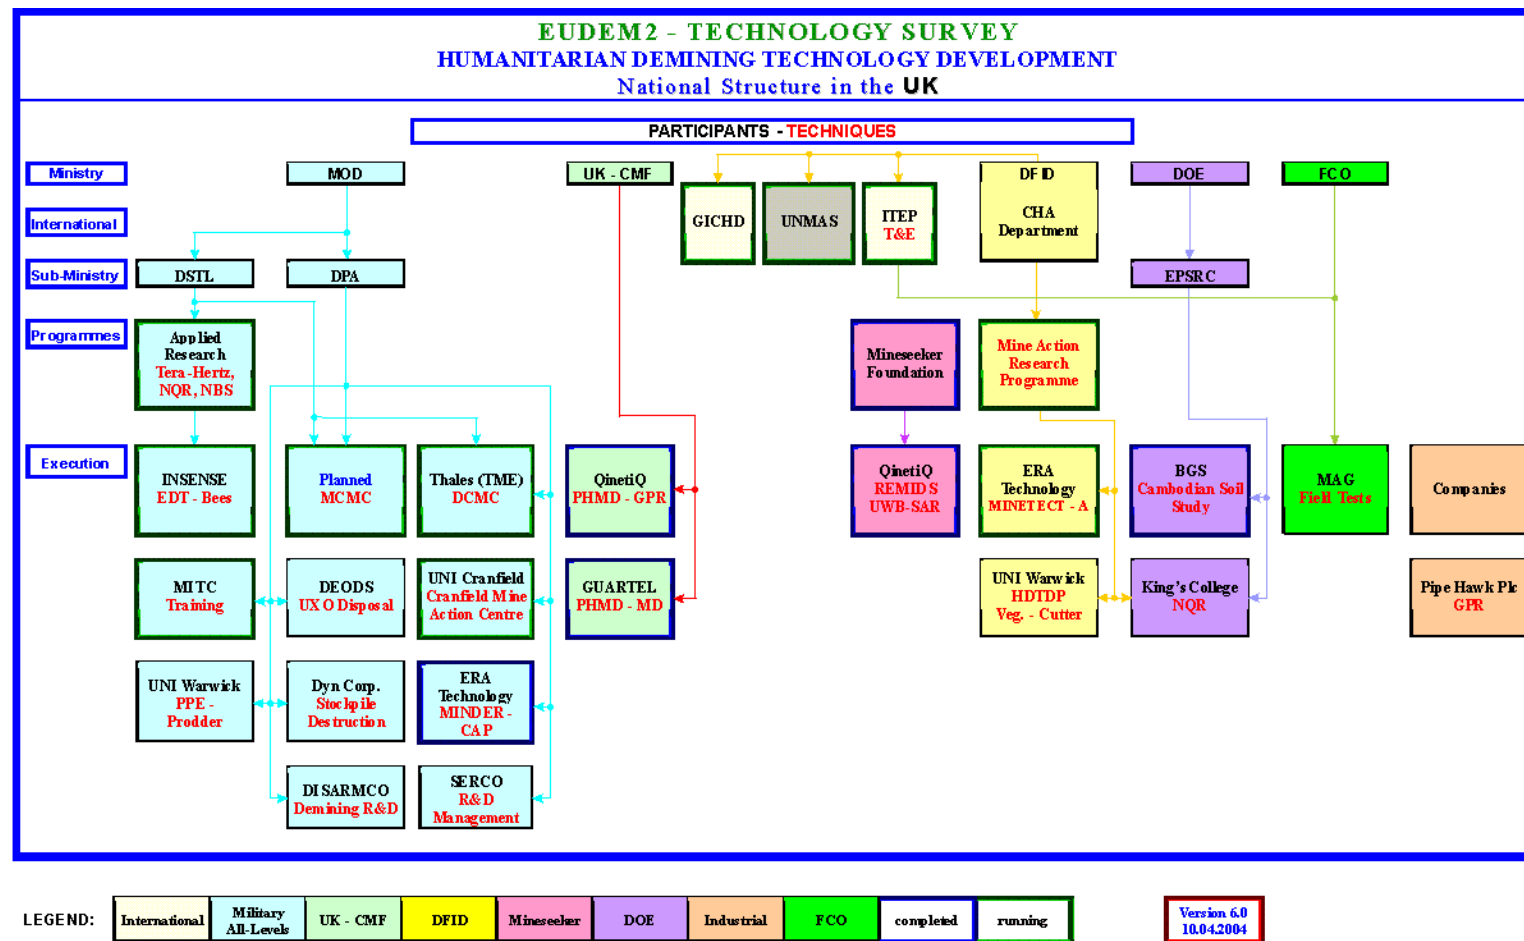 EUDEM2 - TECHNOLOGY SURVEY
HUMANITARIAN DEMINING TECHNOLOGY DEVELOPMENT
National Structure in the UK
PARTICIPANTS - TECHNIQUES
Ministry
MOD
UK - CMF
DFID
CHA
Department
DOE
FCO
International
GICHD
UNMAS
ITEP
T&E
Sub-Ministry
DSTL
DPA
EPSRC
Programmes
Applied
Research
Tera-Hertz,
NQR, NBS
Mineseeker
Foundation
Mine Action
Research
Programme
Execution
INSENSE
EDT - Bees
Planned
MCMC
Thales (TME)
DCMC
QinetiQ
PHMD - GPR
QinetiQ
REMIDS
UWB-SAR
ERA
Technology
MINETECT - A
BGS
Cambodian Soil
Study
MAG
Field Tests
Companies
MITC
Training
DEODS
UXO Disposal
UNI Cranfield
Cranfield Mine
Action Centre
GUARTEL
PHMD - MD
UNI Warwick
HDTDP
Veg. - Cutter
King's College
NQR
Pipe Hawk Plc
GPR
UNI Warwick
PPE -
Prodder
Dyn Corp.
Stockpile
Destruction
ERA
Technology
MINDER -
CAP
DISARMCO
Demining R&D
SERCO
R&D
Management
LEGEND:
International
Military
All-Levels
UK - CMF
DFID
Mineseeker
DOE
Industrial
FCO
completed
running
Version 6.0
10.04.2004